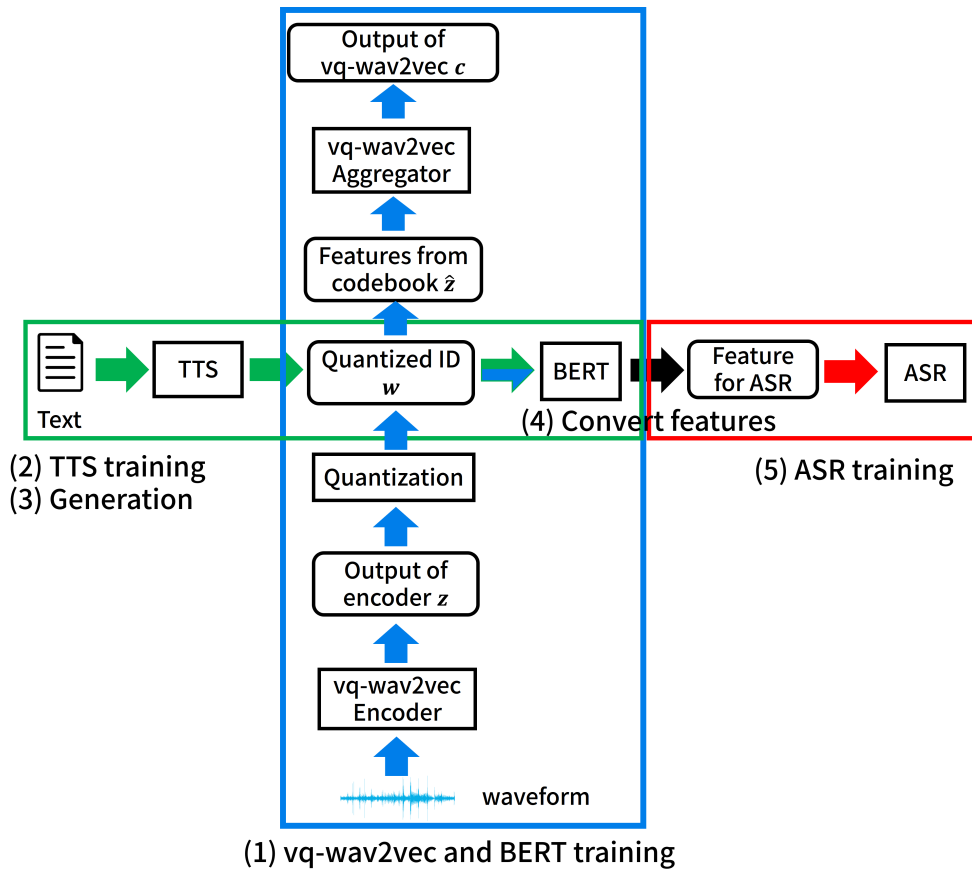 Output of
vq-wav2vec c
vq-wav2vec
Aggregator
Features from
codebook ẑ
Text
TTS
Quantized ID
w
BERT
Feature
for ASR
ASR
(4) Convert features
(2) TTS training
(3) Generation
(5) ASR training
Quantization
Output of
encoder z
vq-wav2vec
Encoder
waveform
(1) vq-wav2vec and BERT training